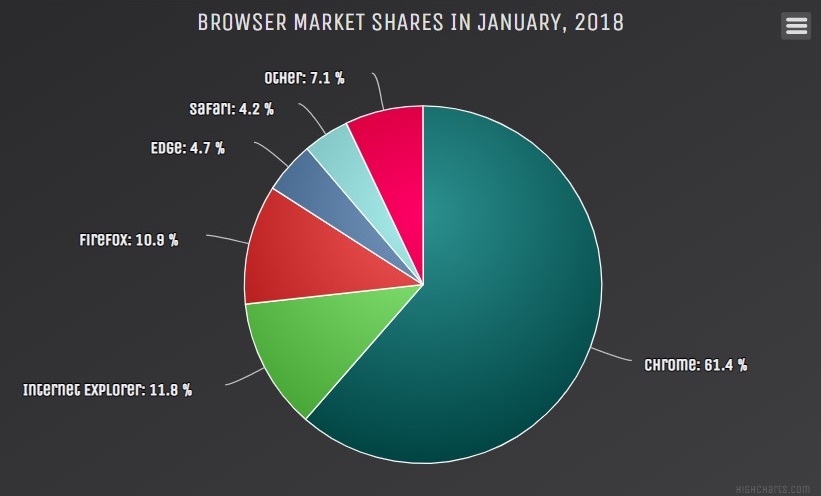 BROWSER MARKET SHARES IN JANUARY, 2018
Other: 7.1 %
Safari: 4.2 %
Edge: 4.7 %
Firefox: 10.9 %
Internet Explorer: 11.8 %
Chrome: 61.4 %
Highcharts.com